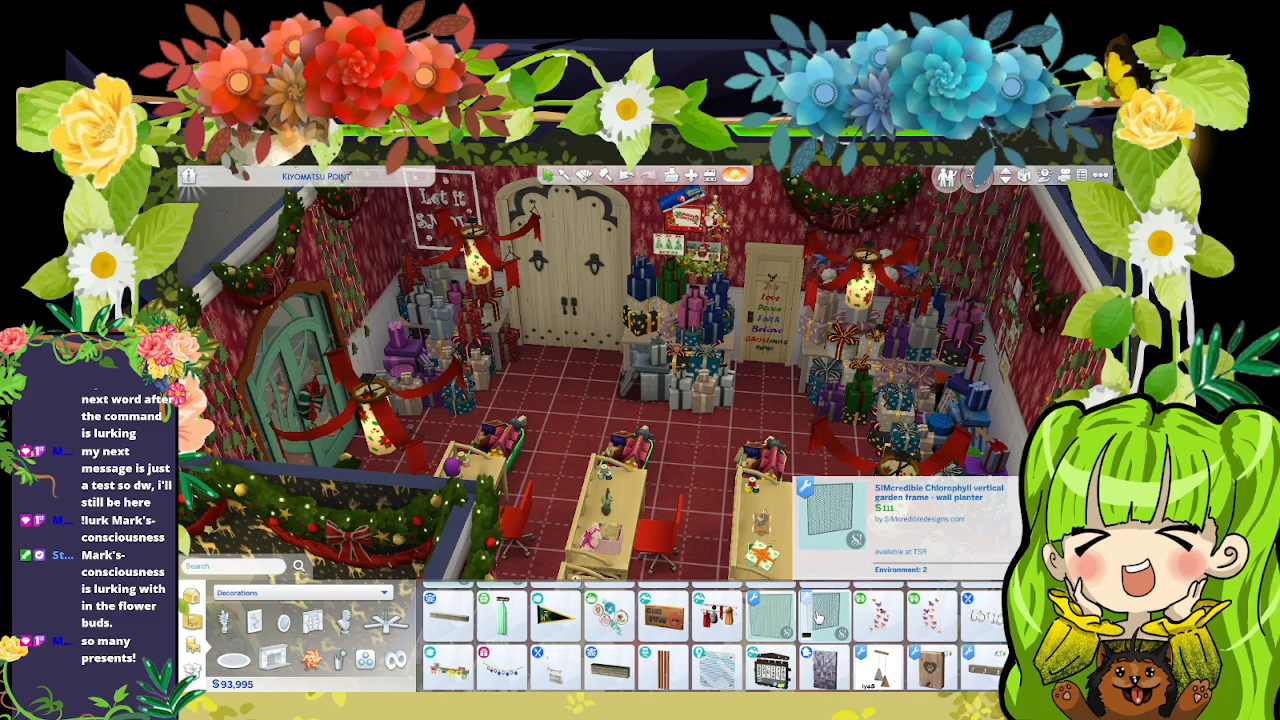 KIYOMATSU POINT
Let It
Joy
Love
Peace
Faith
Believe
Christmas
next word after
the command
is lurking
M... my next
message is just
a test so dw, i'll
still be here
M... !lurk Mark's-
consciousness
St... Mark's-
consciousness
is lurking with
in the flower
buds.
M... so many
presents!
SIMcredible Chlorophyll vertical
garden frame - wall planter
§111
by SIMcredibledesigns.com
available at TSR
Environment: 2
Search
Decorations
§93,995